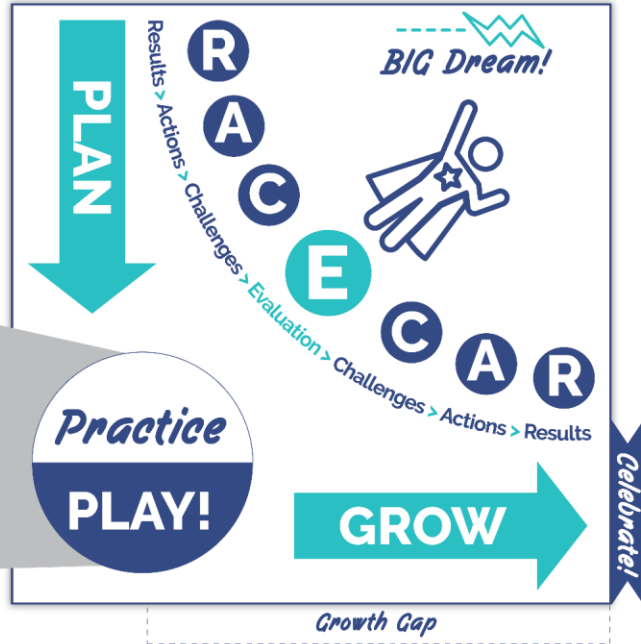 BIG Dream!
PLAN
R
A
C
E
C
A
R
Results > Actions > Challenges > Evaluation > Challenges > Actions > Results
Practice
PLAY!
GROW
Celebrate!
Growth Gap